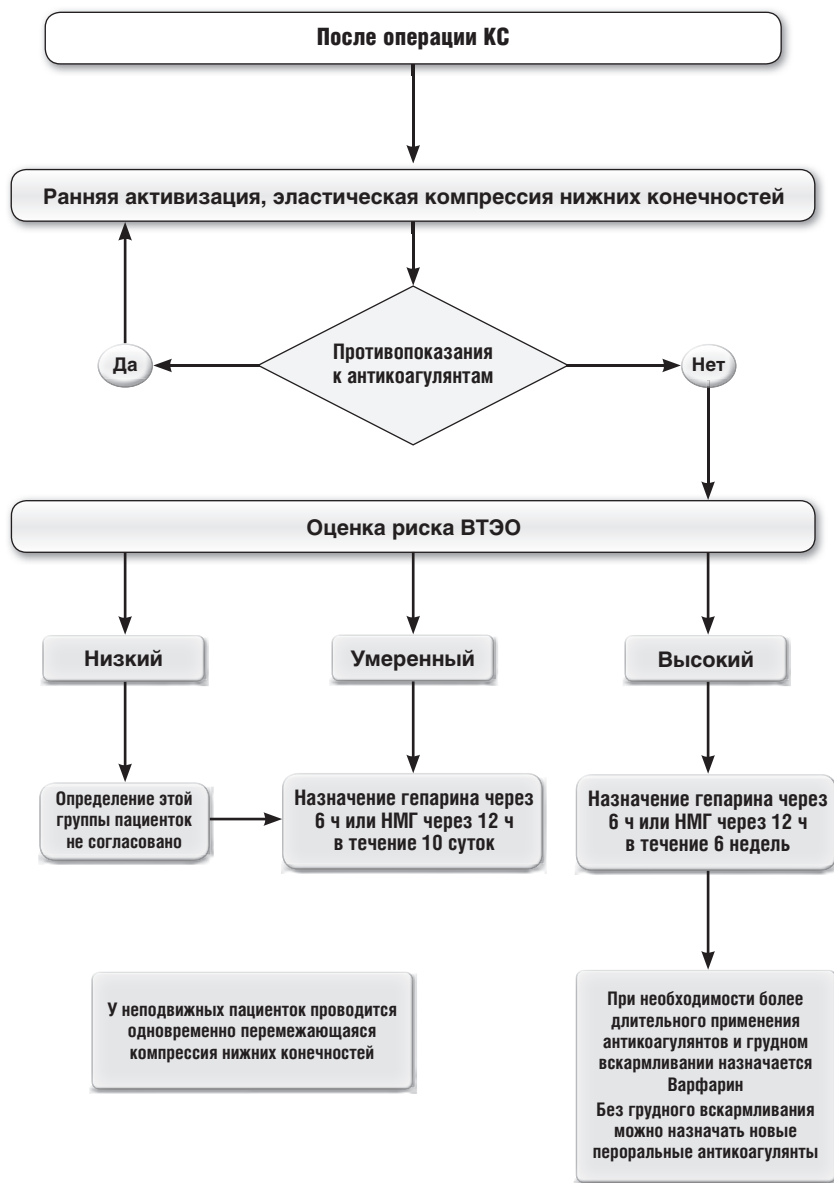 После операции КС
Ранняя активизация, эластическая компрессия нижних конечностей
Противопоказания
к антикоагулянтам
Да
Нет
Оценка риска ВТЭО
Низкий
Умеренный
Высокий
Определение этой
группы пациенток
не согласовано
Назначение гепарина через
6 ч или НМГ через 12 ч
в течение 10 суток
Назначение гепарина через
6 ч или НМГ через 12 ч
в течение 6 недель
У неподвижных пациенток проводится
одновременно перемежающаяся
компрессия нижних конечностей
При необходимости более
длительного применения
антикоагулянтов и грудном
вскармливании назначается
Варфарин
Без грудного вскармливания
можно назначать новые
пероральные антикоагулянты